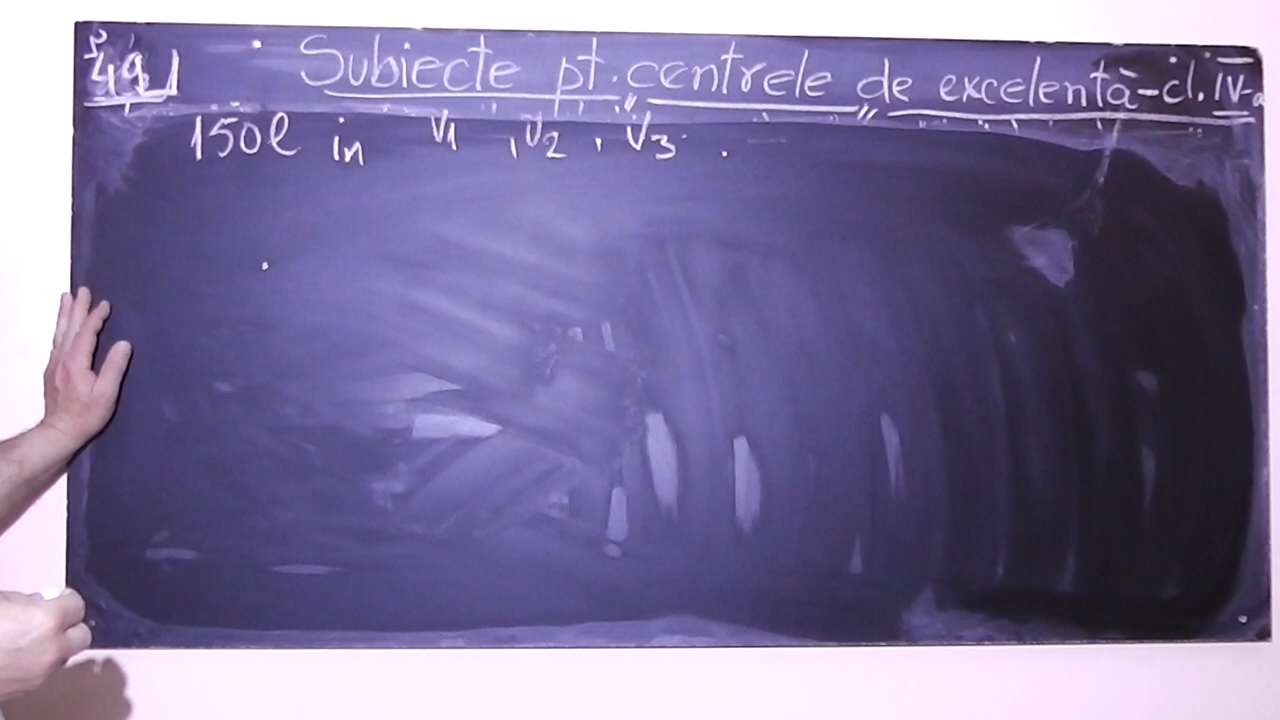 49 Subiecte pt. centrele de excelentă-cl. IV-a
150l in V1, V2, V3.